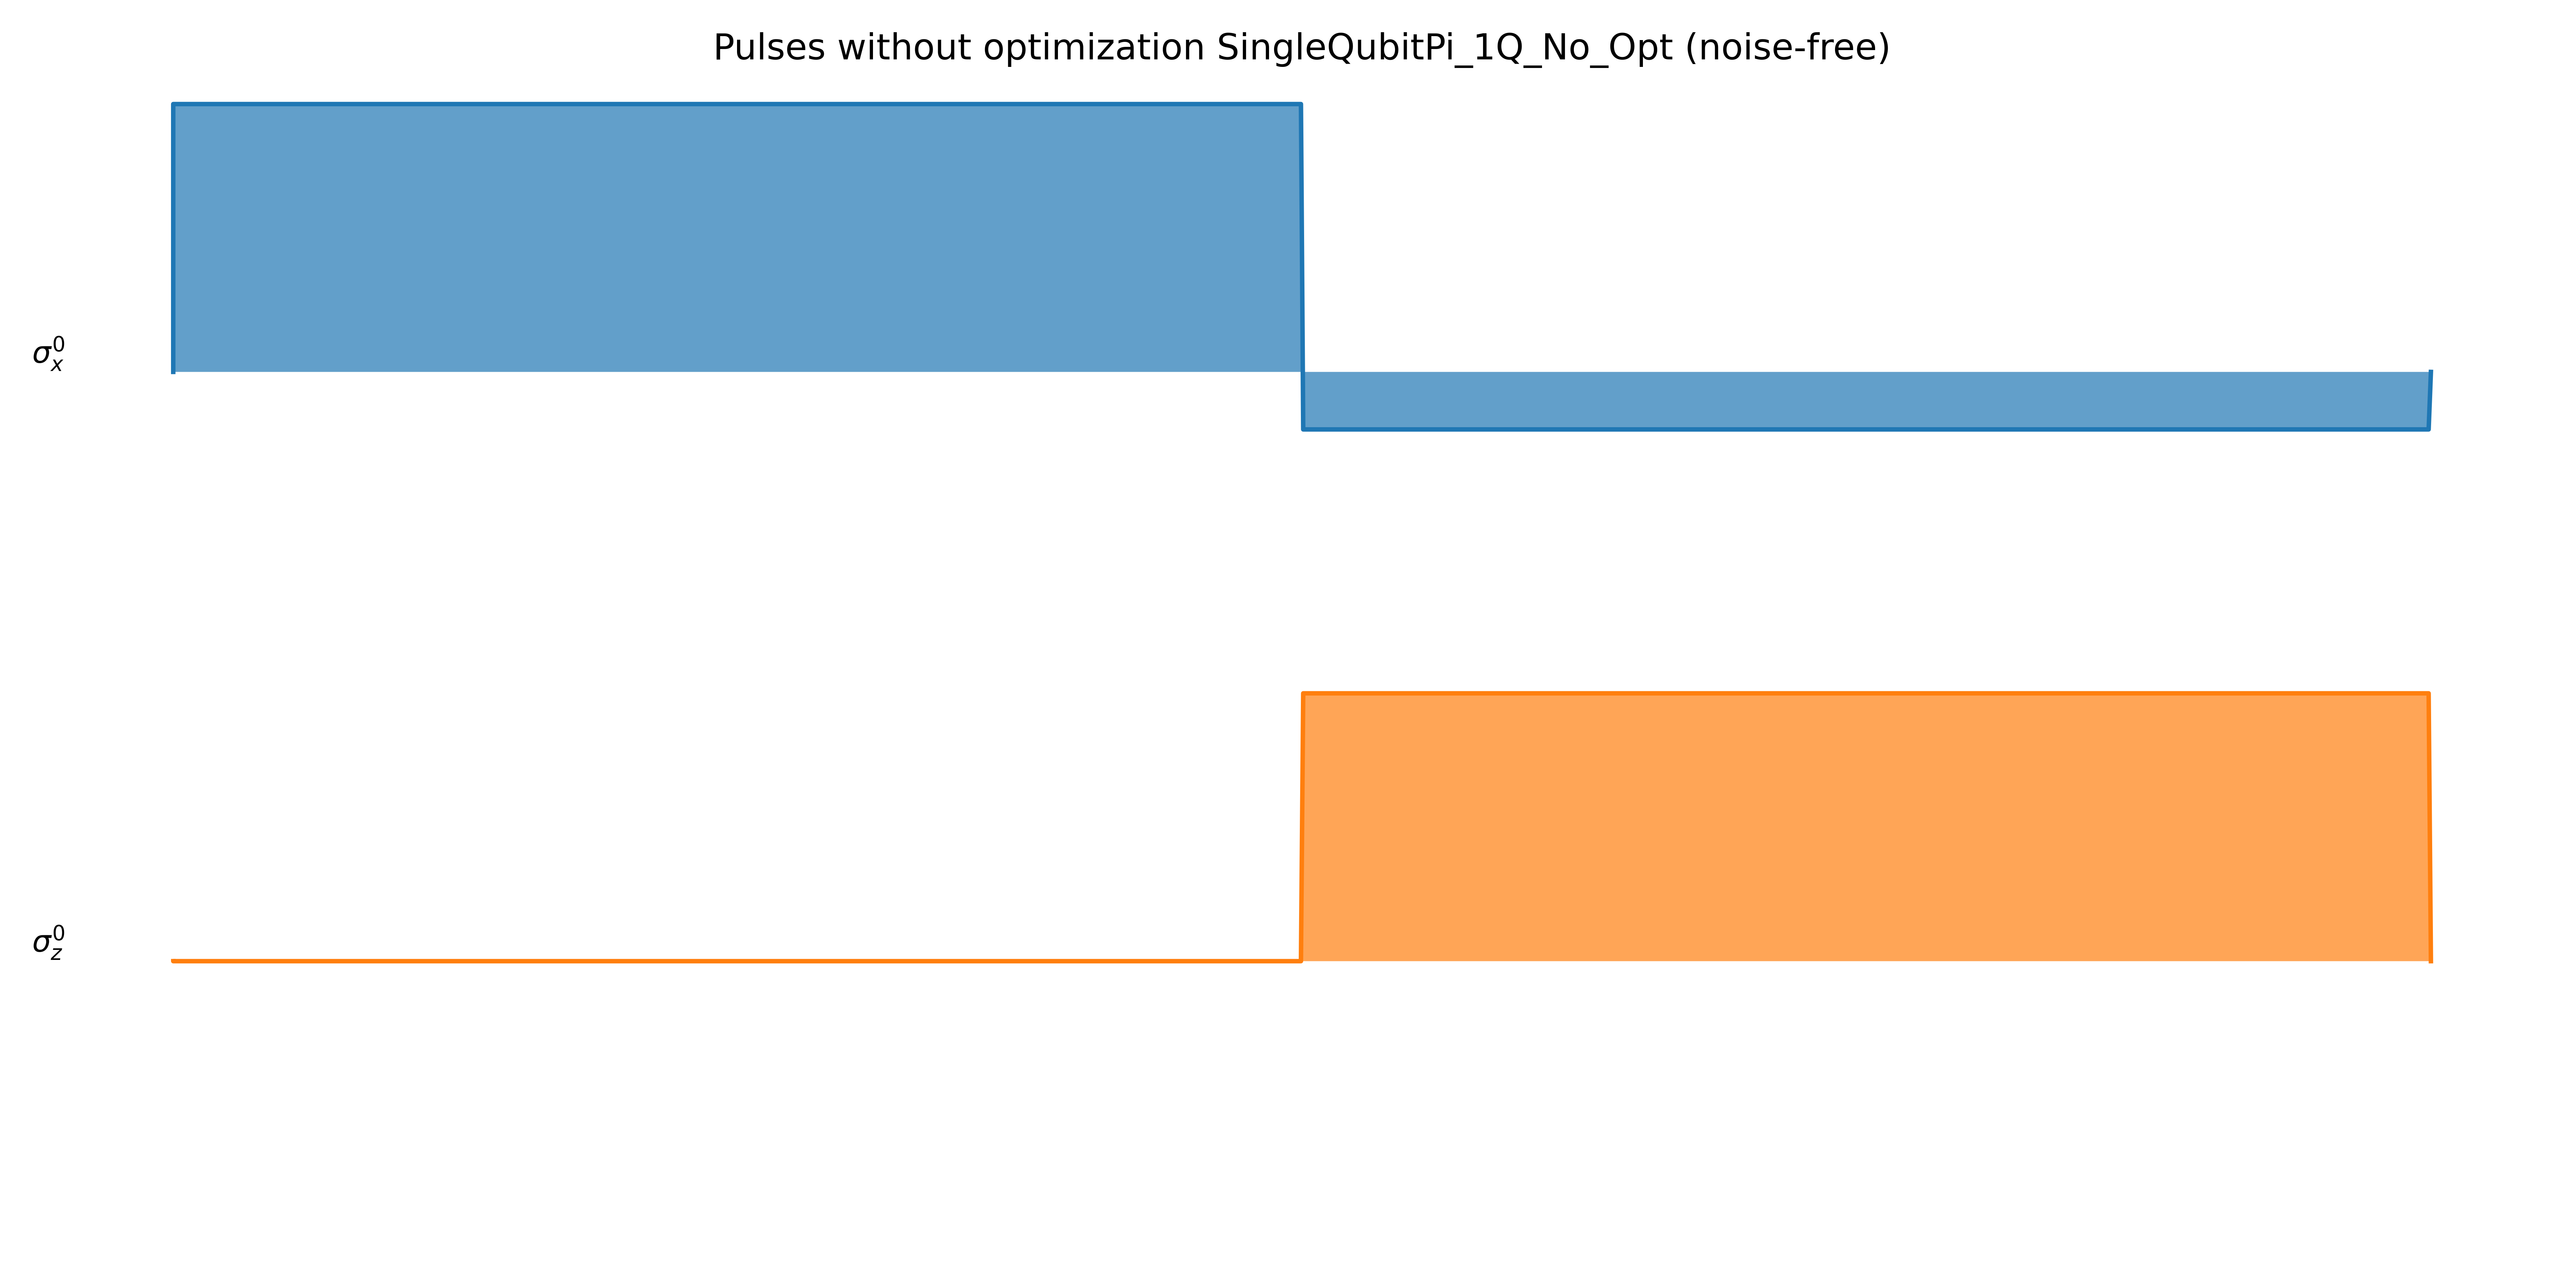 Pulses without optimization SingleQubitPi_1Q_No_Opt (noise-free)
σ_x^0
σ_z^0